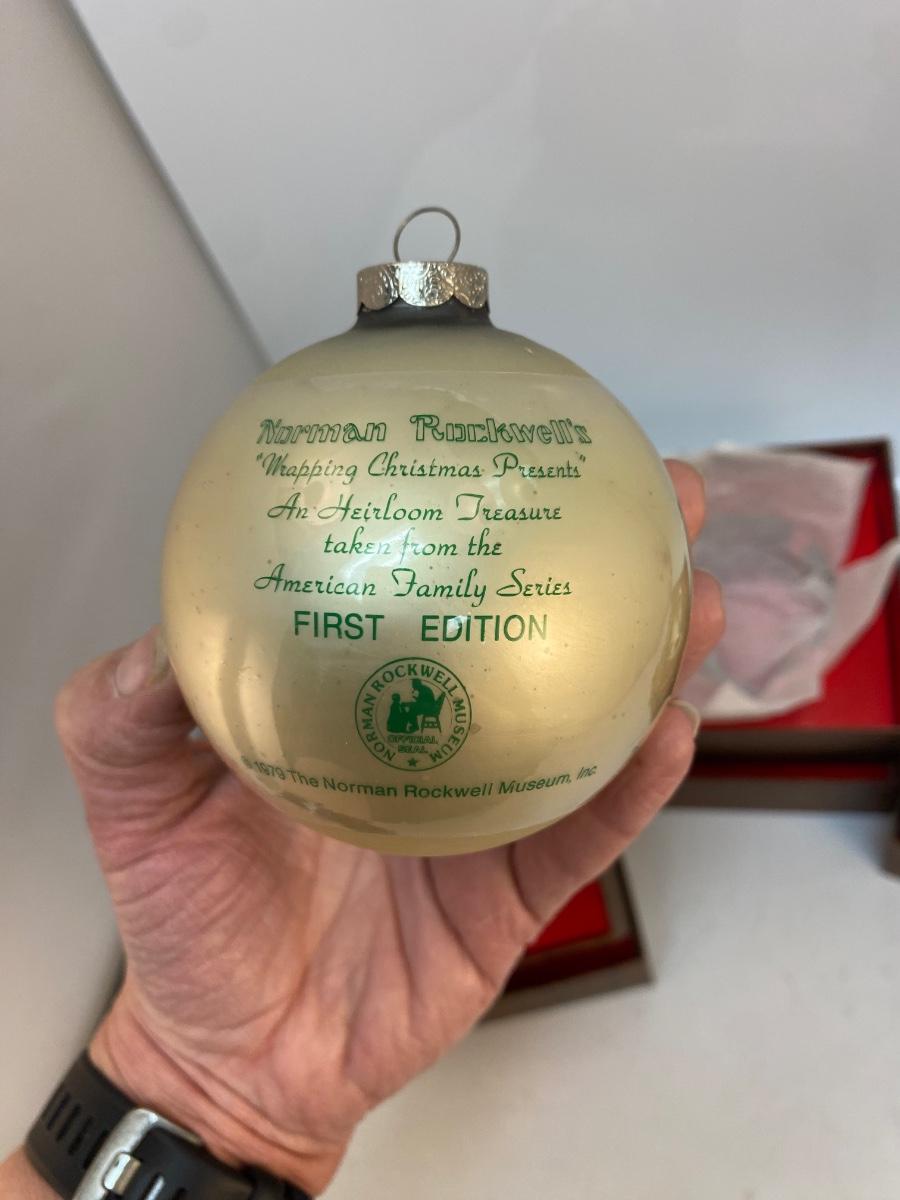 Norman Rockwell's
"Wrapping Christmas Presents"
An Heirloom Treasure
taken from the
American Family Series
FIRST EDITION
NORMAN ROCKWELL MUSEUM
OFFICIAL
SEAL
© 1979 The Norman Rockwell Museum, Inc.